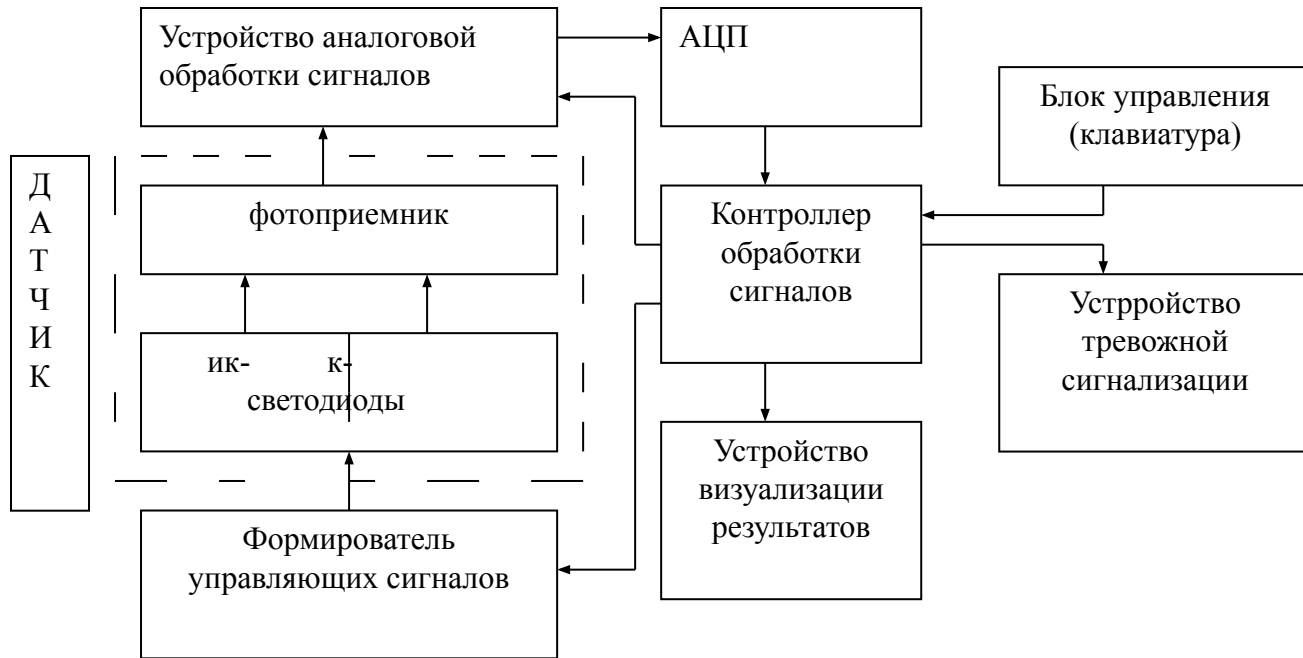 Устройство аналоговой
обработки сигналов
АЦП
Блок управления
(клавиатура)
Д
А
Т
Ч
И
К
фотоприемник
Контроллер
обработки
сигналов
Устрройство
тревожной
сигнализации
ик- к-
светодиоды
Устройство
визуализации
результатов
Формирователь
управляющих сигналов